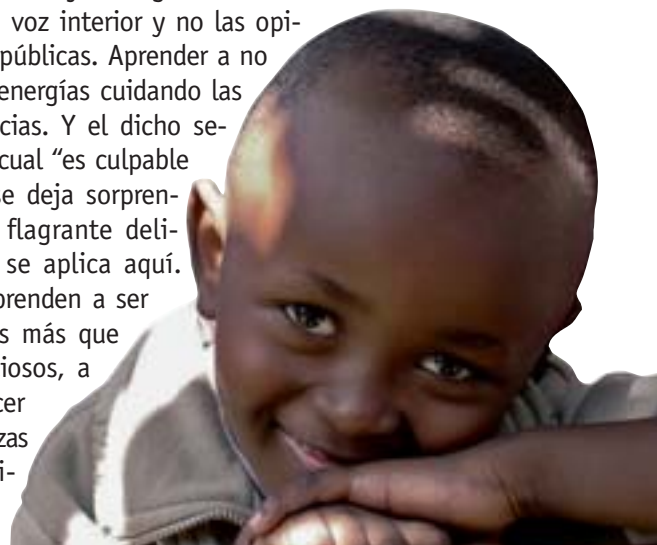 voz interior y no las opi-
públicas. Aprender a no
energías cuidando las
cias. Y el dicho se-
cual “es culpable
se deja sorpren-
flagrante deli-
se aplica aquí.
prenden a ser
s más que
iosos, a
cer
zas
i-